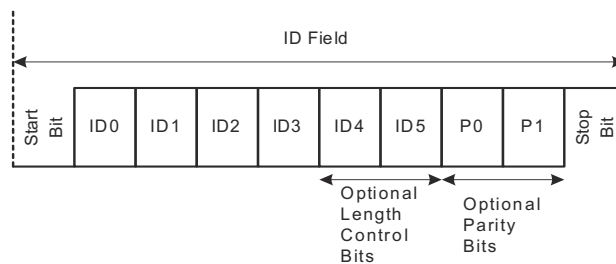 ID Field
Start Bit
ID0
ID1
ID2
ID3
ID4
ID5
P0
P1
Stop Bit
Optional
Length
Control
Bits
Optional
Parity
Bits